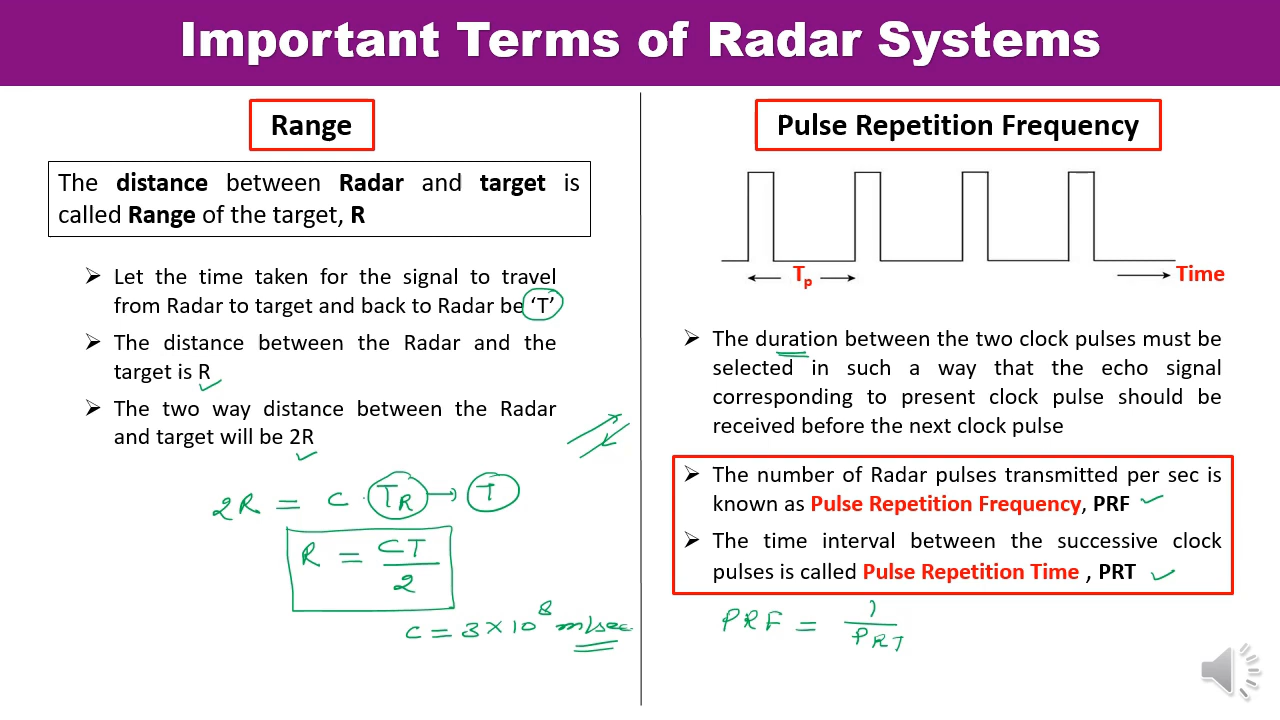 Important Terms of Radar Systems
Range
The distance between Radar and target is
called Range of the target, R
➢ Let the time taken for the signal to travel
from Radar to target and back to Radar be ‘T’
➢ The distance between the Radar and the
target is R
➢ The two way distance between the Radar
and target will be 2R
2R = C . TR → T
R = CT / 2
C = 3 × 10^8 m/sec
Pulse Repetition Frequency
Tp
Time
➢ The duration between the two clock pulses must be
selected in such a way that the echo signal
corresponding to present clock pulse should be
received before the next clock pulse
➢ The number of Radar pulses transmitted per sec is
known as Pulse Repetition Frequency, PRF
➢ The time interval between the successive clock
pulses is called Pulse Repetition Time , PRT
PRF = 1 / PRT